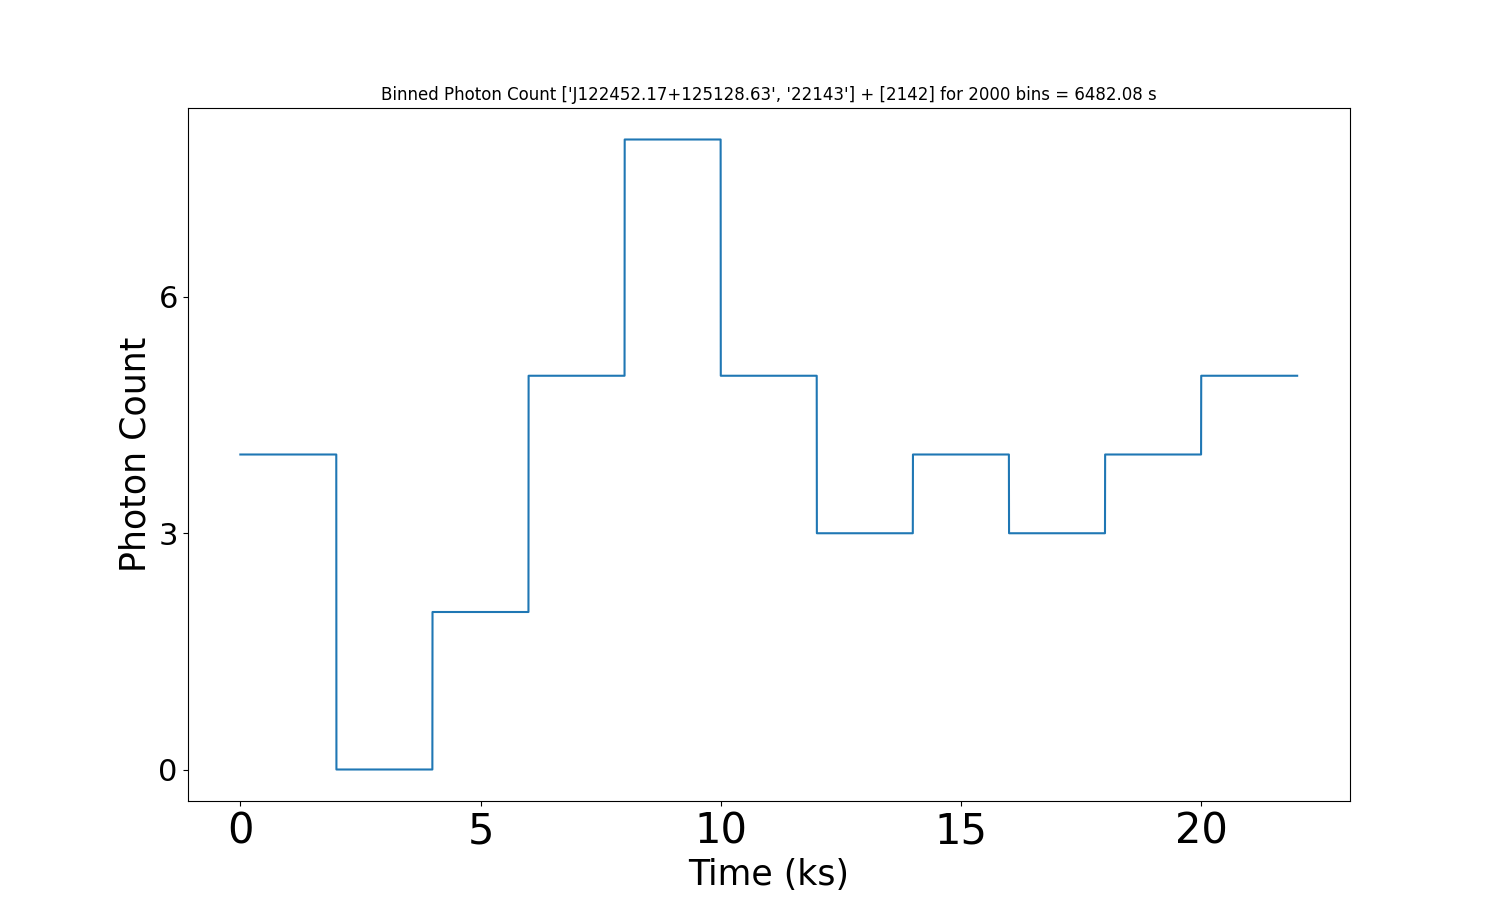 Binned Photon Count ['J122452.17+125128.63', '22143'] + [2142] for 2000 bins = 6482.08 s
Photon Count
6
3
0
0 5 10 15 20
Time (ks)